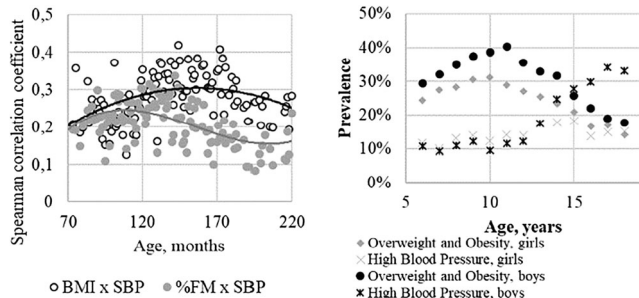 Spearman correlation coefficient
0,5
0,4
0,3
0,2
0,1
0
70
120
170
220
Age, months
BMI x SBP
%FM x SBP
Prevalence
50%
40%
30%
20%
10%
0%
5
10
15
Age, years
Overweight and Obesity, girls
High Blood Pressure, girls
Overweight and Obesity, boys
High Blood Pressure, boys